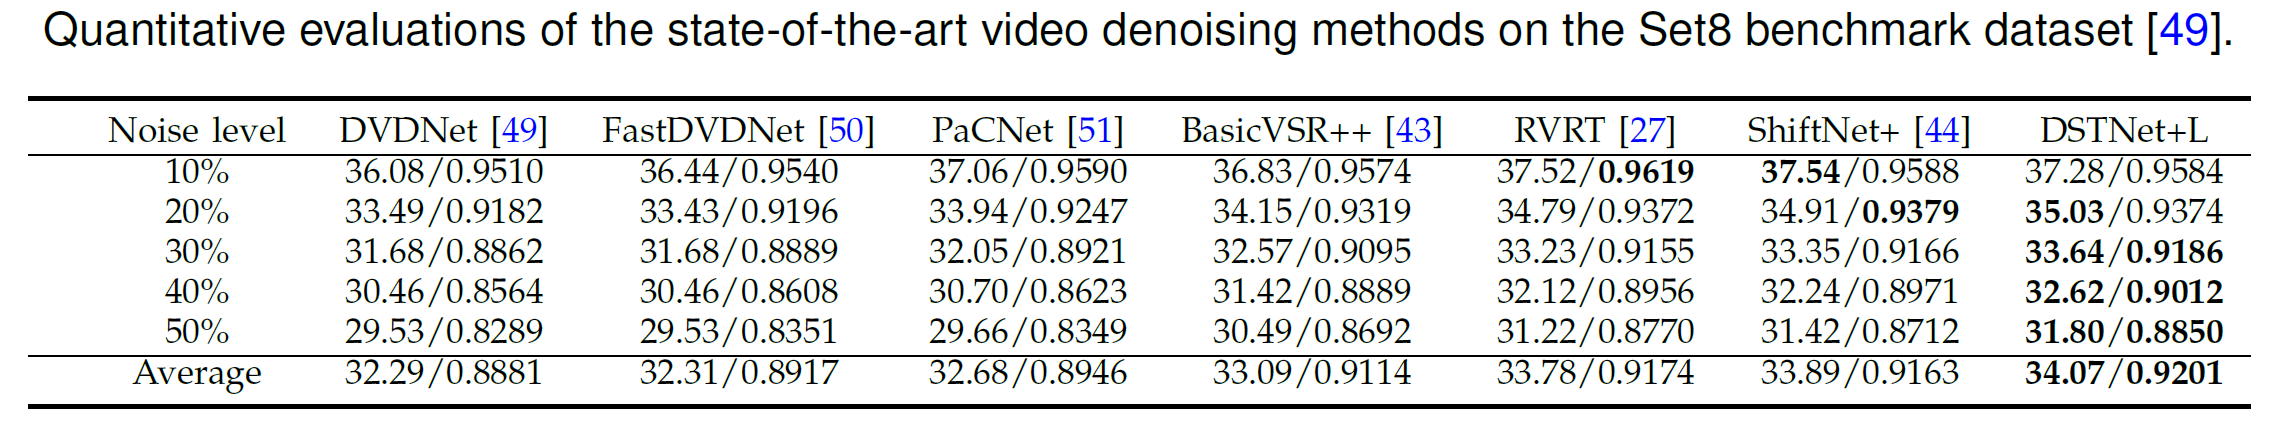 Quantitative evaluations of the state-of-the-art video denoising methods on the Set8 benchmark dataset [49].
Noise level DVDNet [49] FastDVDNet [50] PaCNet [51] BasicVSR++ [43] RVRT [27] ShiftNet+ [44] DSTNet+L
10% 36.08/0.9510 36.44/0.9540 37.06/0.9590 36.83/0.9574 37.52/0.9619 37.54/0.9588 37.28/0.9584
20% 33.49/0.9182 33.43/0.9196 33.94/0.9247 34.15/0.9319 34.79/0.9372 34.91/0.9379 35.03/0.9374
30% 31.68/0.8862 31.68/0.8889 32.05/0.8921 32.57/0.9095 33.23/0.9155 33.35/0.9166 33.64/0.9186
40% 30.46/0.8564 30.46/0.8608 30.70/0.8623 31.42/0.8889 32.12/0.8956 32.24/0.8971 32.62/0.9012
50% 29.53/0.8289 29.53/0.8351 29.66/0.8349 30.49/0.8692 31.22/0.8770 31.42/0.8712 31.80/0.8850
Average 32.29/0.8881 32.31/0.8917 32.68/0.8946 33.09/0.9114 33.78/0.9174 33.89/0.9163 34.07/0.9201